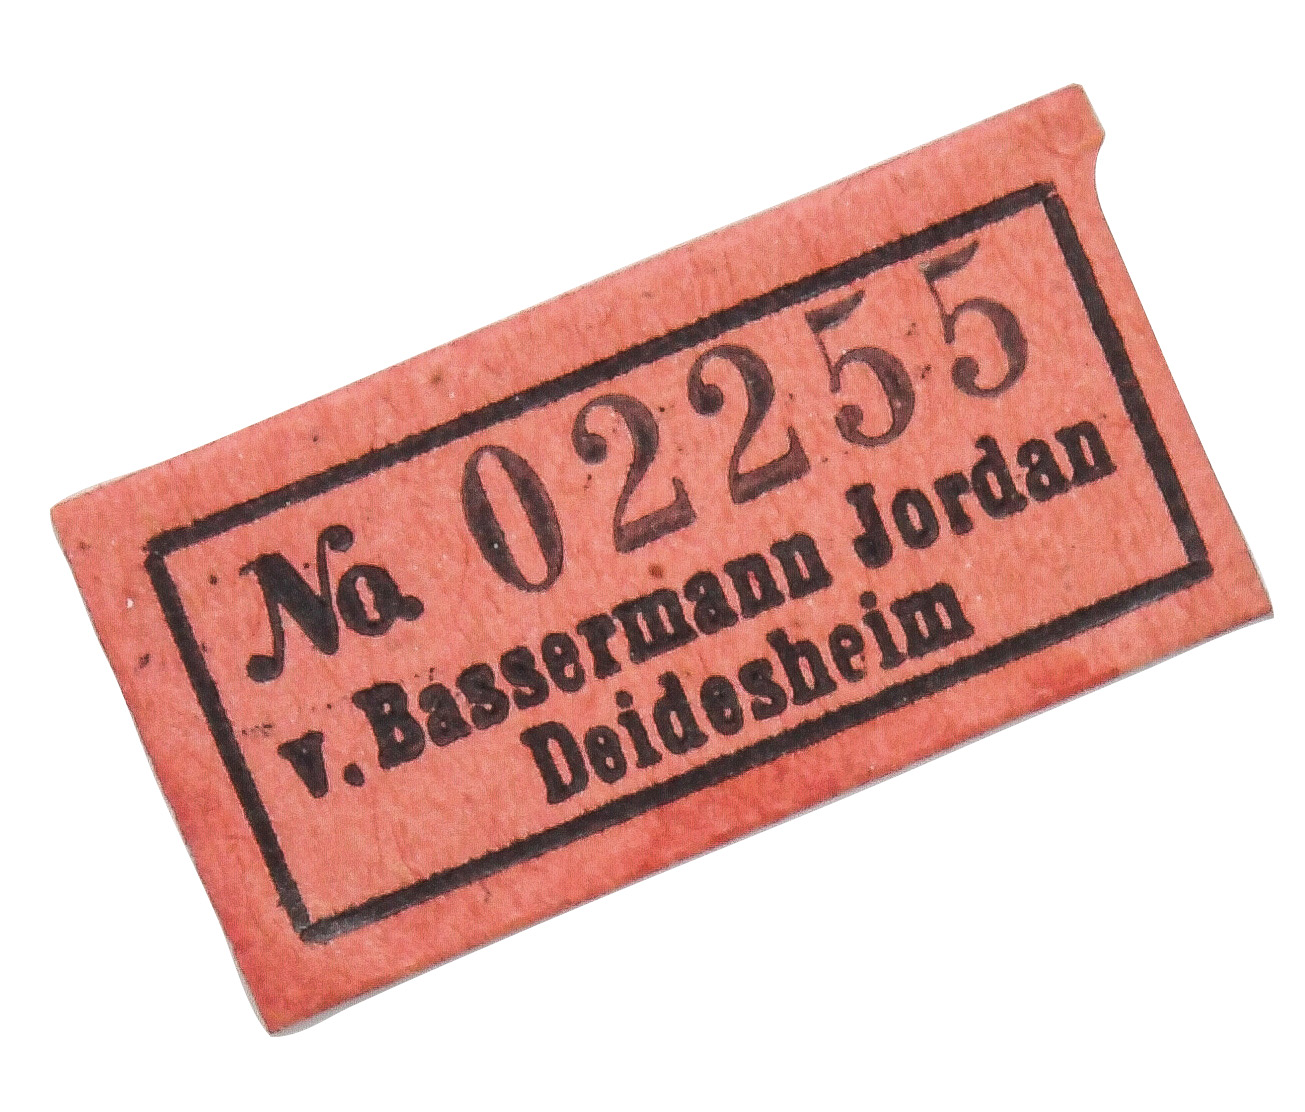 No. 02255
v. Bassermann Jordan
Deidesheim